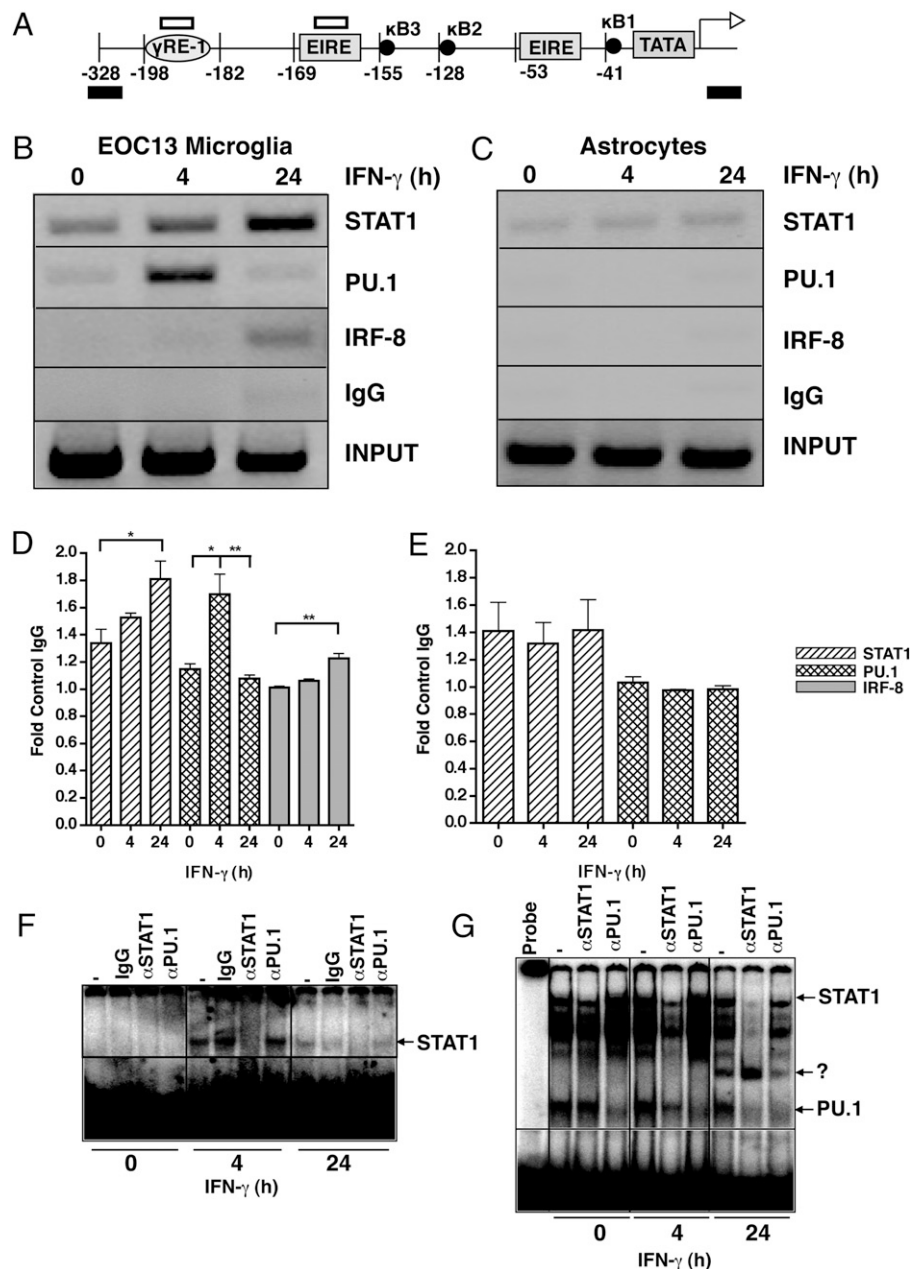 A
γRE-1 EIRE κB3 κB2 EIRE κB1 TATA
-328 -198 -182 -169 -155 -128 -53 -41
B EOC13 Microglia
0 4 24 IFN-γ (h)
STAT1
PU.1
IRF-8
IgG
INPUT
C Astrocytes
0 4 24 IFN-γ (h)
STAT1
PU.1
IRF-8
IgG
INPUT
D
* * ** **
Fold Control IgG
2.0
1.8
1.6
1.4
1.2
1.0
0.8
0.6
0.4
0.2
0.0
0 4 24 0 4 24 0 4 24
IFN-γ (h)
E
Fold Control IgG
2.0
1.8
1.6
1.4
1.2
1.0
0.8
0.6
0.4
0.2
0.0
0 4 24 0 4 24
IFN-γ (h)
STAT1
PU.1
IRF-8
F
- IgG αSTAT1 αPU.1 - IgG αSTAT1 αPU.1 - IgG αSTAT1 αPU.1
STAT1
0 4 24
IFN-γ (h)
G
Probe - αSTAT1 αPU.1 - αSTAT1 αPU.1 - αSTAT1 αPU.1
STAT1
?
PU.1
0 4 24
IFN-γ (h)